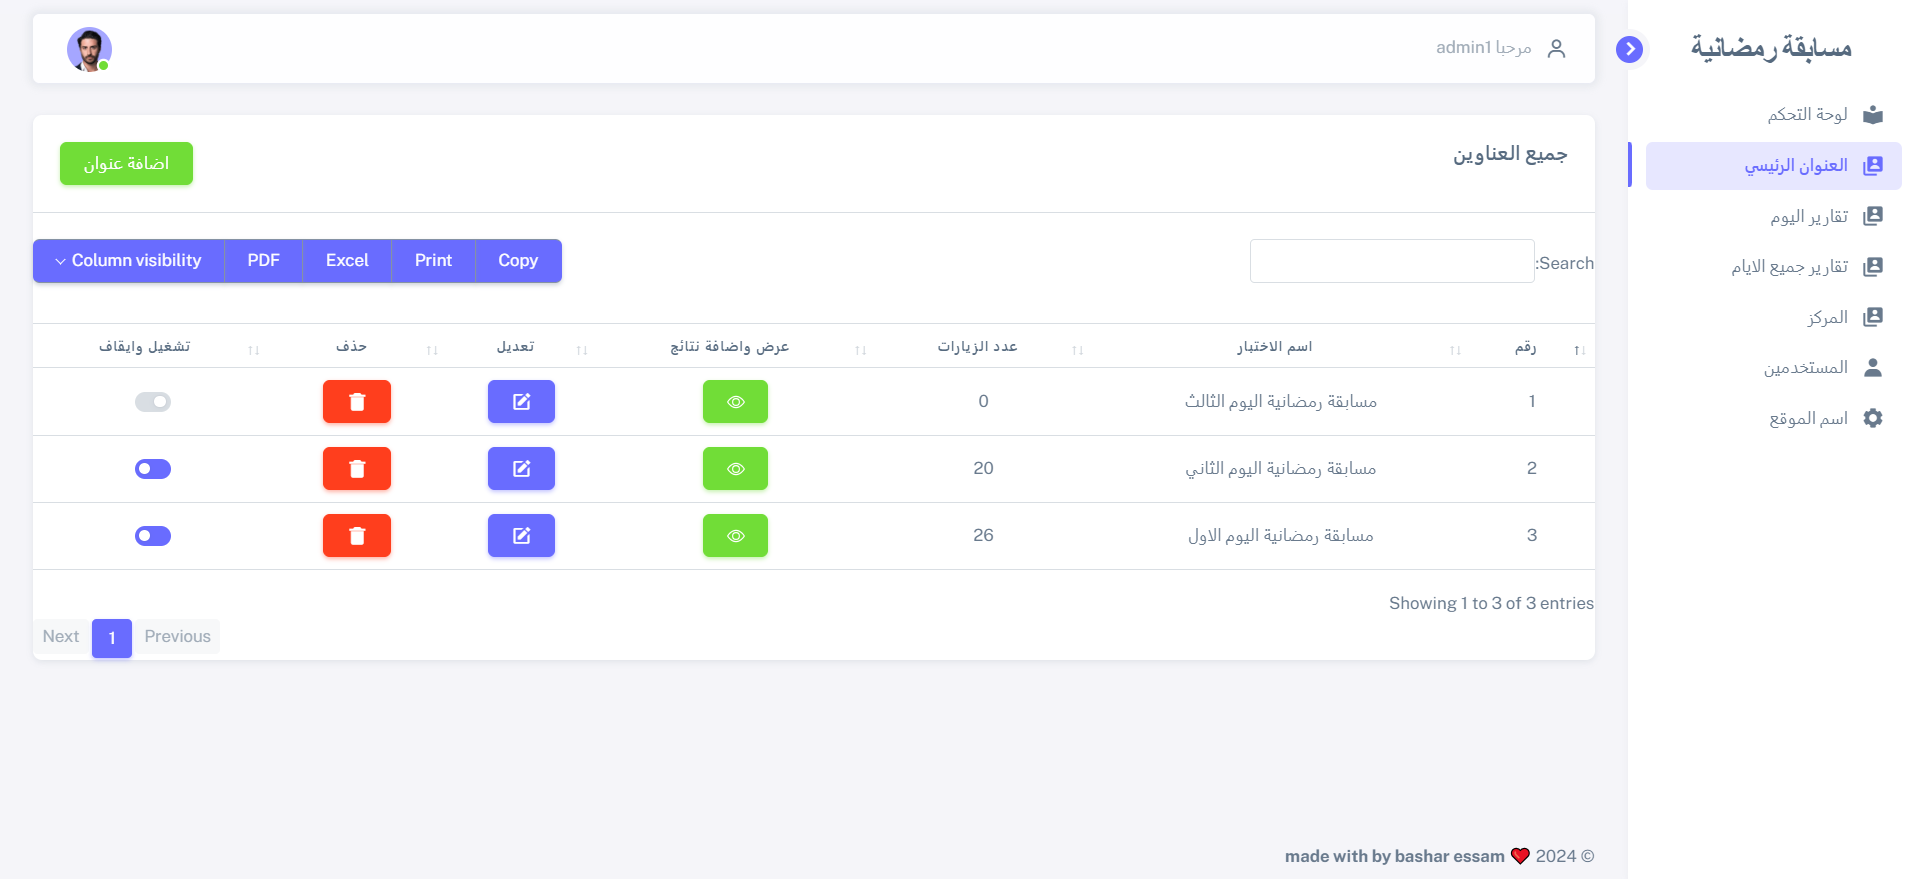 مسابقة رمضانية
لوحة التحكم
العنوان الرئيسي
تقارير اليوم
تقارير جميع الايام
المركز
المستخدمين
اسم الموقع
مرحبا admin1
جميع العناوين
اضافة عنوان
Search:
Copy Print Excel PDF Column visibility
رقم اسم الاختبار عدد الزيارات عرض واضافة نتائج تعديل حذف تشغيل وايقاف
1 مسابقة رمضانية اليوم الثالث 0
2 مسابقة رمضانية اليوم الثاني 20
3 مسابقة رمضانية اليوم الاول 26
Showing 1 to 3 of 3 entries
Previous 1 Next
© 2024 ❤️ made with by bashar essam